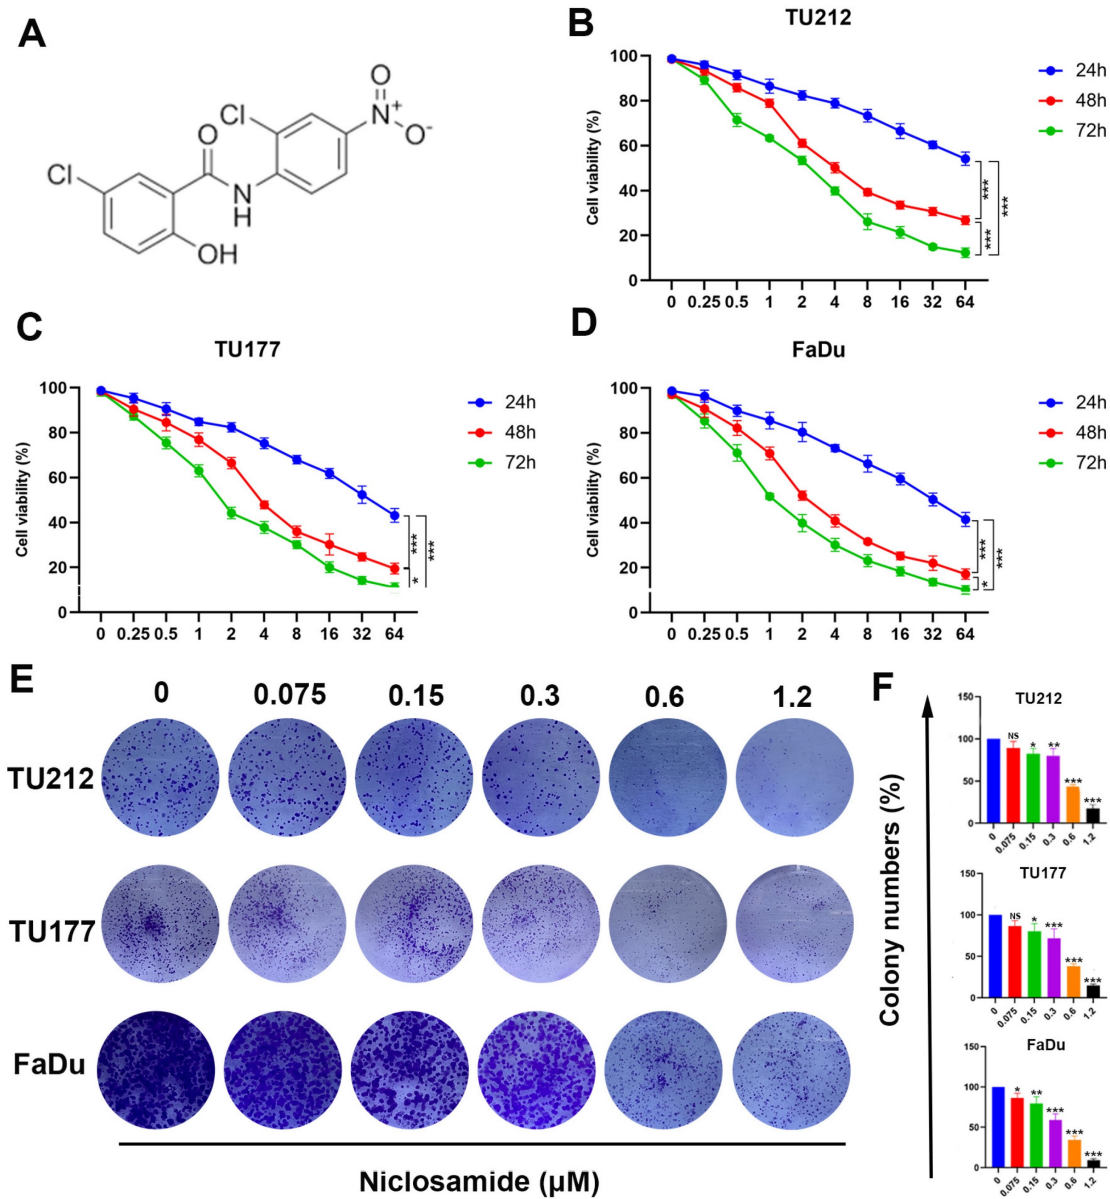 A
Cl
O
Cl
N
H
OH
O
N+
O-
B
TU212
Cell viability (%)
100
80
60
40
20
0
0 0.25 0.5 1 2 4 8 16 32 64
24h
48h
72h
***
***
***
C
TU177
Cell viability (%)
100
80
60
40
20
0
0 0.25 0.5 1 2 4 8 16 32 64
24h
48h
72h
***
***
*
D
FaDu
Cell viability (%)
100
80
60
40
20
0
0 0.25 0.5 1 2 4 8 16 32 64
24h
48h
72h
***
***
*
E
0 0.075 0.15 0.3 0.6 1.2
TU212
TU177
FaDu
Niclosamide (μM)
F
Colony numbers (%)
TU212
150
100
50
0
NS * ** *** ***
0 0.075 0.15 0.3 0.6 1.2
TU177
150
100
50
0
NS * *** *** ***
0 0.075 0.15 0.3 0.6 1.2
FaDu
150
100
50
0
* ** *** *** ***
0 0.075 0.15 0.3 0.6 1.2